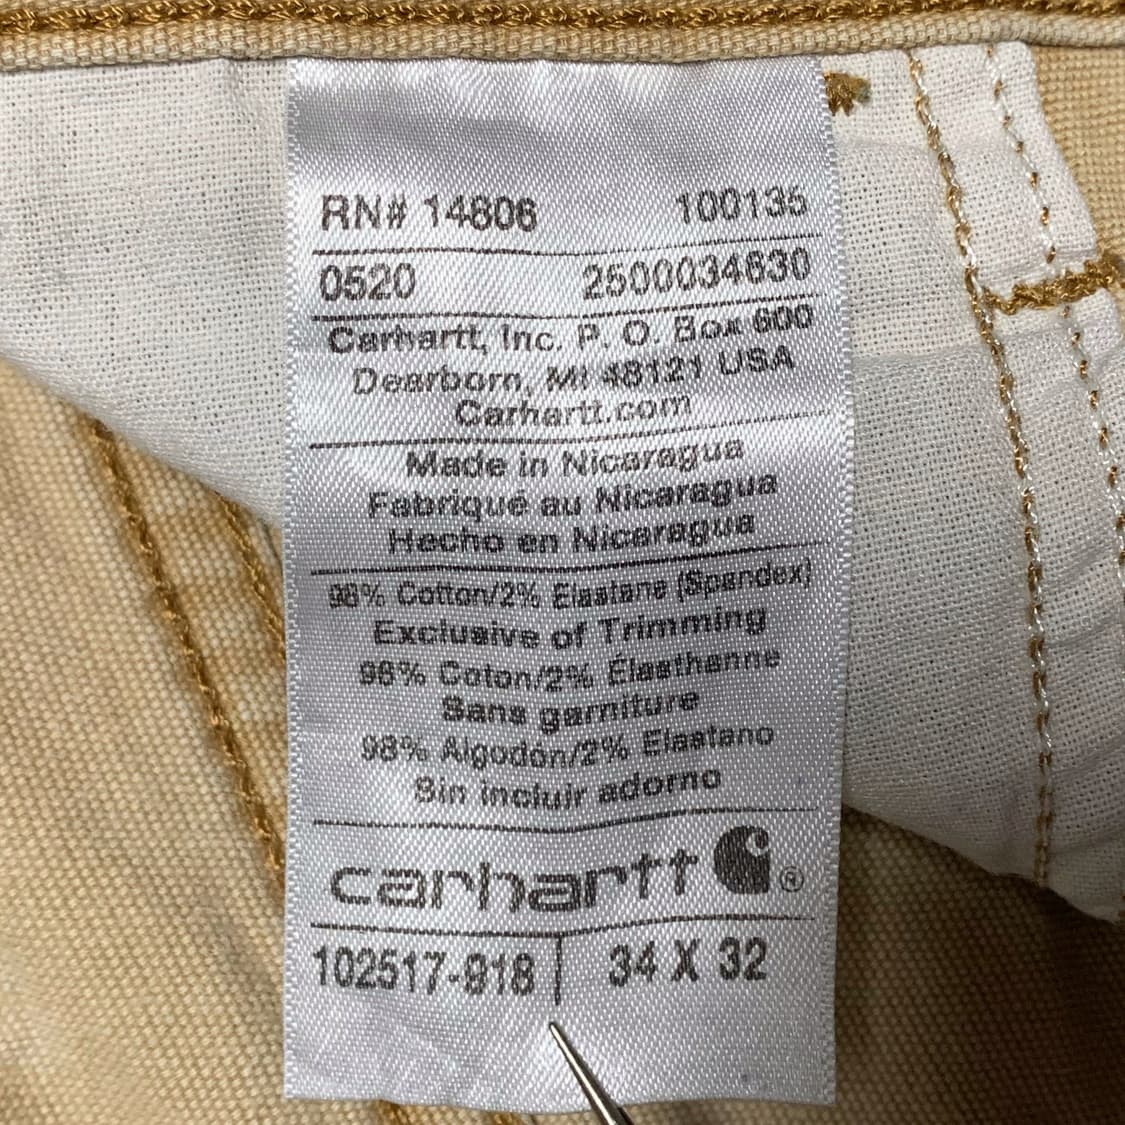 RN# 14806 100135
0520 2500034630
Carhartt, Inc. P. O. Box 600
Dearborn, MI 48121 USA
Carhartt.com
Made in Nicaragua
Fabriqué au Nicaragua
Hecho en Nicaragua
98% Cotton/2% Elastane (Spandex)
Exclusive of Trimming
98% Coton/2% Élasthanne
Sans garniture
98% Algodón/2% Elastano
Sin incluir adorno
carhartt ®
102517-918 34 X 32